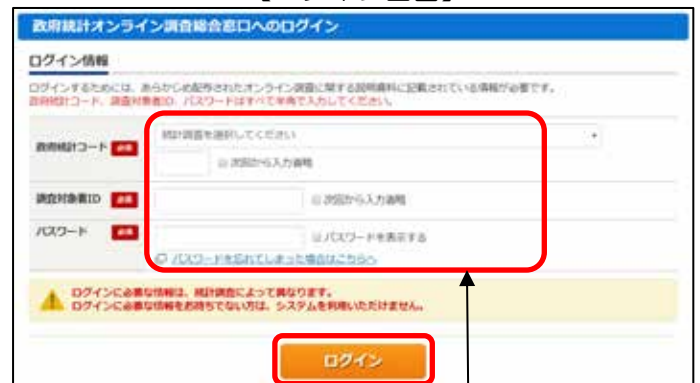 政府統計オンライン調査総合窓口へのログイン
ログイン情報
ログインするためには、あらかじめ配布されたオンライン調査に関する説明資料に記載されている情報が必要です。
政府統計コード、調査対象者ID、パスワードはすべて半角で入力してください。
政府統計コード 必須
統計調査を選択してください
次回から入力省略
調査対象者ID 必須
次回から入力省略
パスワード 必須
パスワードを表示する
パスワードを忘れてしまった場合はこちらへ
ログインに必要な情報は、統計調査によって異なります。
ログインに必要な情報をお持ちでない方は、システムを利用いただけません。
ログイン